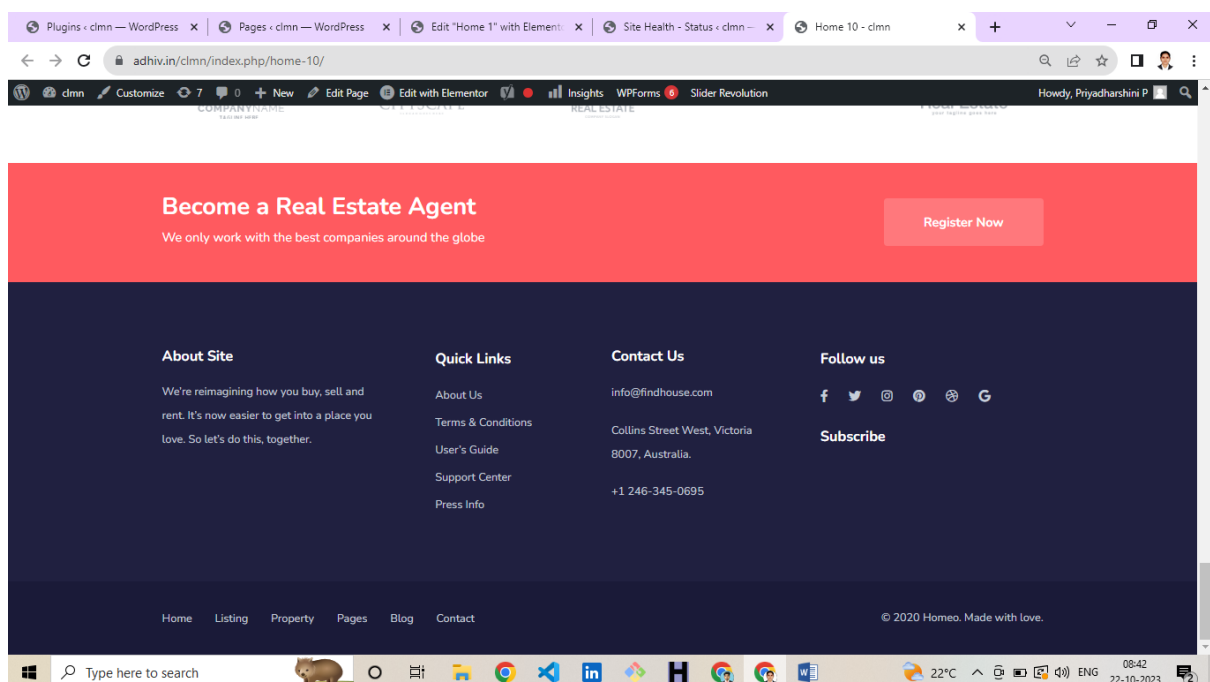 Plugins ‹ clmn — WordPress
Pages ‹ clmn — WordPress
Edit "Home 1" with Elemento
Site Health - Status ‹ clmn —
Home 10 - clmn
adhiv.in/clmn/index.php/home-10/
clmn Customize 7 0 + New Edit Page Edit with Elementor Insights WPForms 6 Slider Revolution Howdy, Priyadharshini P
COMPANYNAME
REAL ESTATE
Become a Real Estate Agent
We only work with the best companies around the globe
Register Now
About Site
We're reimagining how you buy, sell and
rent. It's now easier to get into a place you
love. So let's do this, together.
Quick Links
About Us
Terms & Conditions
User's Guide
Support Center
Press Info
Contact Us
info@findhouse.com
Collins Street West, Victoria
8007, Australia.
+1 246-345-0695
Follow us
Subscribe
Home Listing Property Pages Blog Contact
© 2020 Homeo. Made with love.
Type here to search
22°C
ENG
08:42
22-10-2023